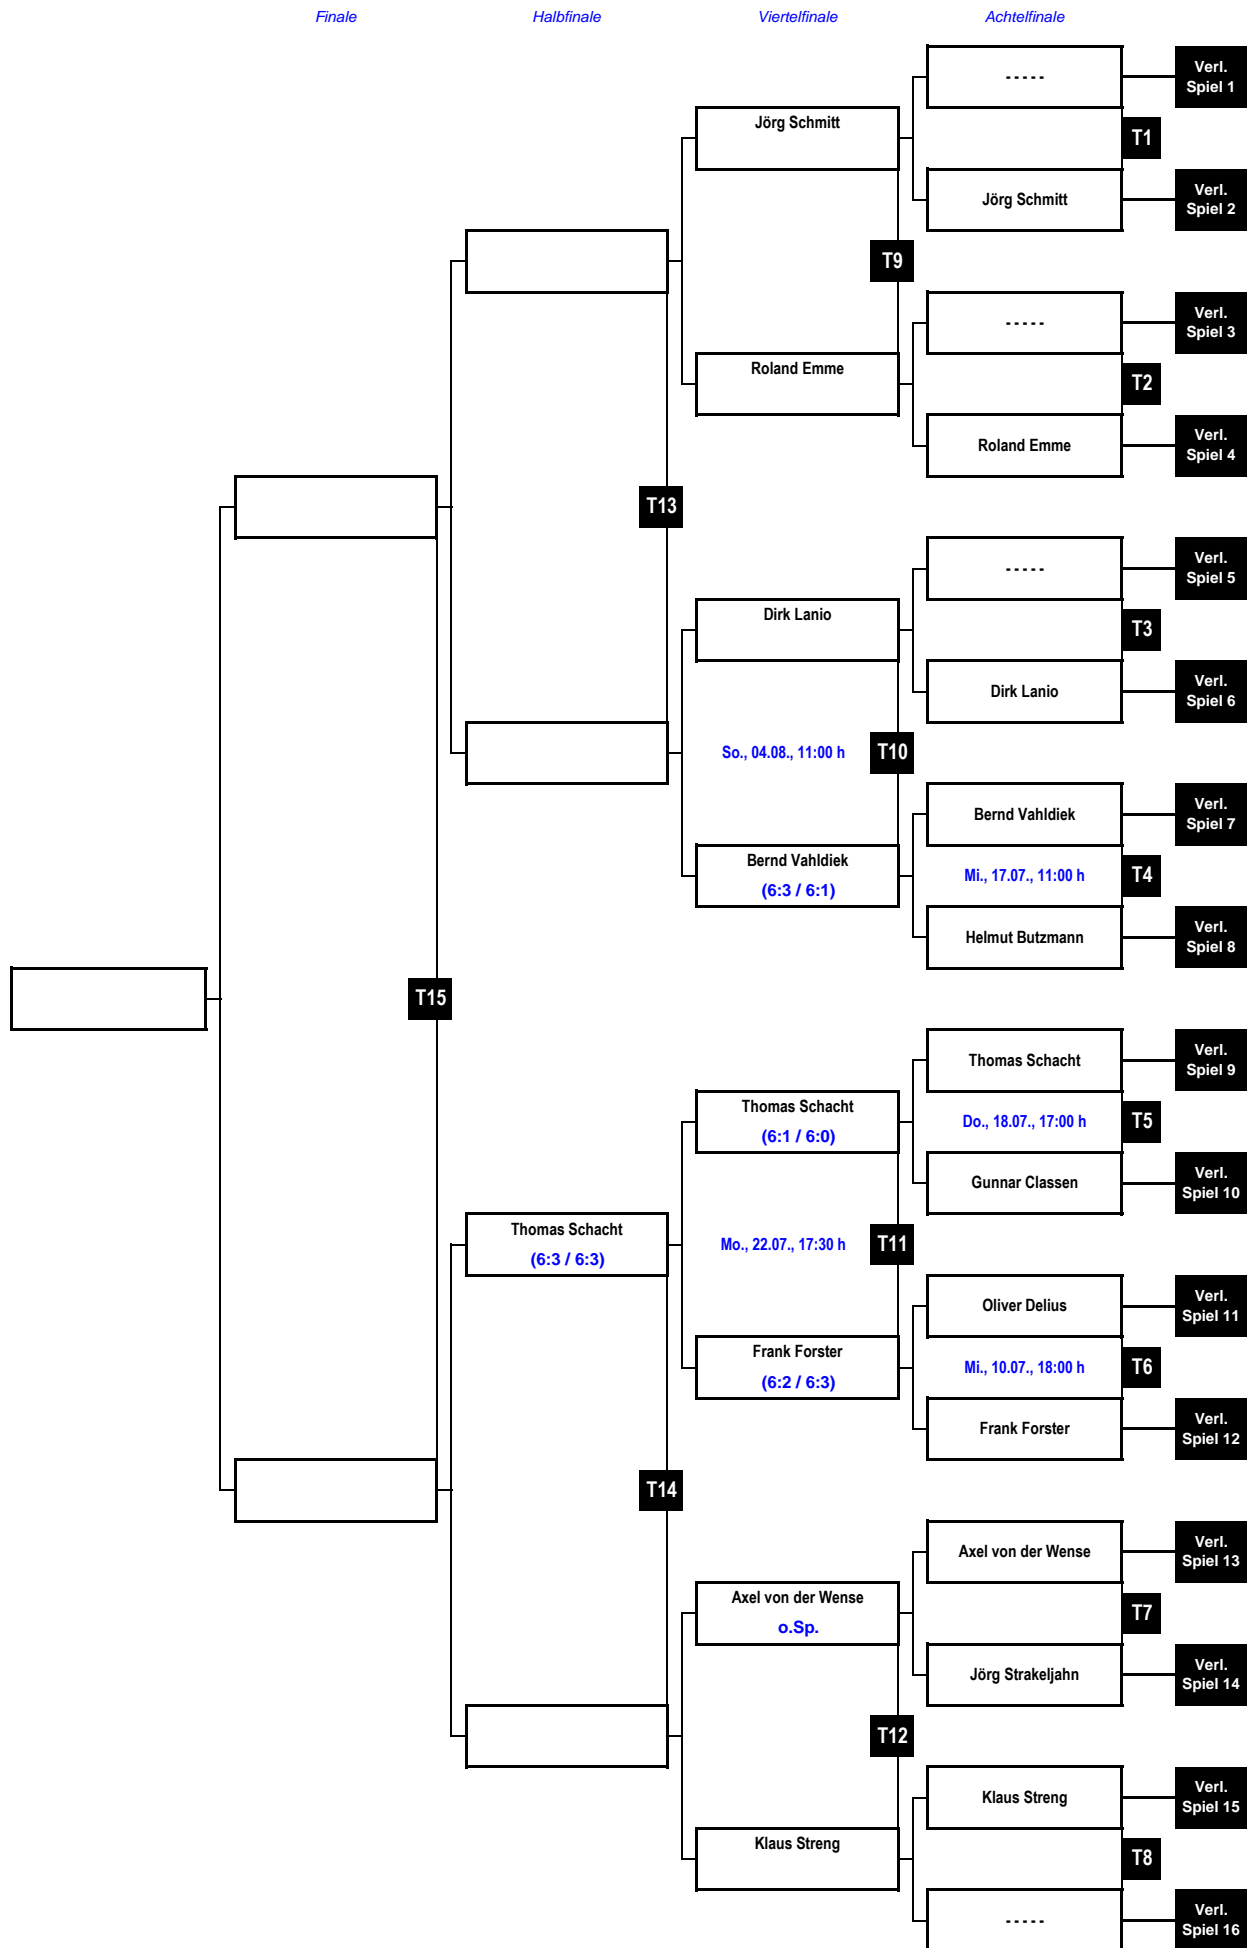 Finale Halbfinale Viertelfinale Achtelfinale
- - - - -
Verl.
Spiel 1
Jörg Schmitt
T1
Jörg Schmitt
Verl.
Spiel 2
T9
- - - - -
Verl.
Spiel 3
Roland Emme
T2
Roland Emme
Verl.
Spiel 4
T13
- - - - -
Verl.
Spiel 5
Dirk Lanio
T3
Dirk Lanio
Verl.
Spiel 6
So., 04.08., 11:00 h
T10
Bernd Vahldiek
Verl.
Spiel 7
Bernd Vahldiek
(6:3 / 6:1)
Mi., 17.07., 11:00 h
T4
Helmut Butzmann
Verl.
Spiel 8
T15
Thomas Schacht
Verl.
Spiel 9
Thomas Schacht
(6:1 / 6:0)
Do., 18.07., 17:00 h
T5
Gunnar Classen
Verl.
Spiel 10
Thomas Schacht
(6:3 / 6:3)
Mo., 22.07., 17:30 h
T11
Oliver Delius
Verl.
Spiel 11
Frank Forster
(6:2 / 6:3)
Mi., 10.07., 18:00 h
T6
Frank Forster
Verl.
Spiel 12
T14
Axel von der Wense
Verl.
Spiel 13
Axel von der Wense
o.Sp.
T7
Jörg Strakeljahn
Verl.
Spiel 14
T12
Klaus Streng
Verl.
Spiel 15
Klaus Streng
T8
- - - - -
Verl.
Spiel 16